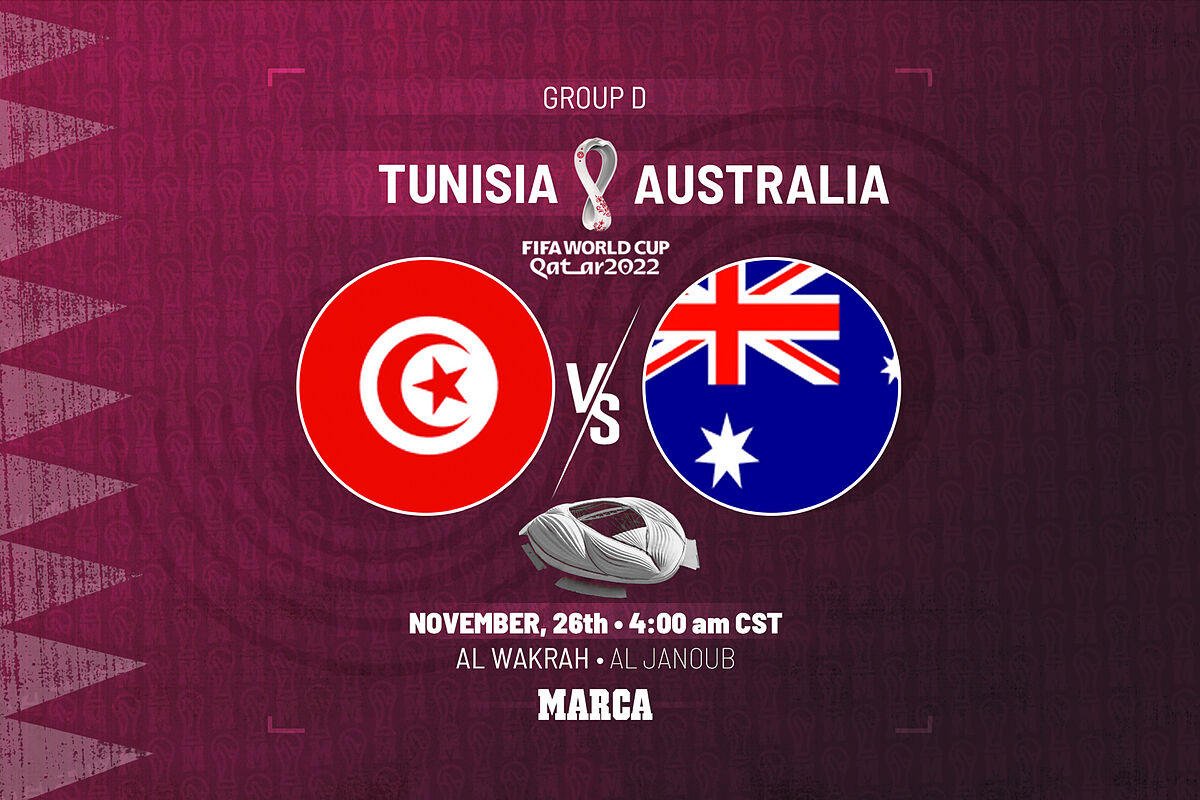 GROUP D
TUNISIA AUSTRALIA
FIFA WORLD CUP
Qatar2022
VS
NOVEMBER, 26th • 4:00 am CST
AL WAKRAH • AL JANOUB
MARCA